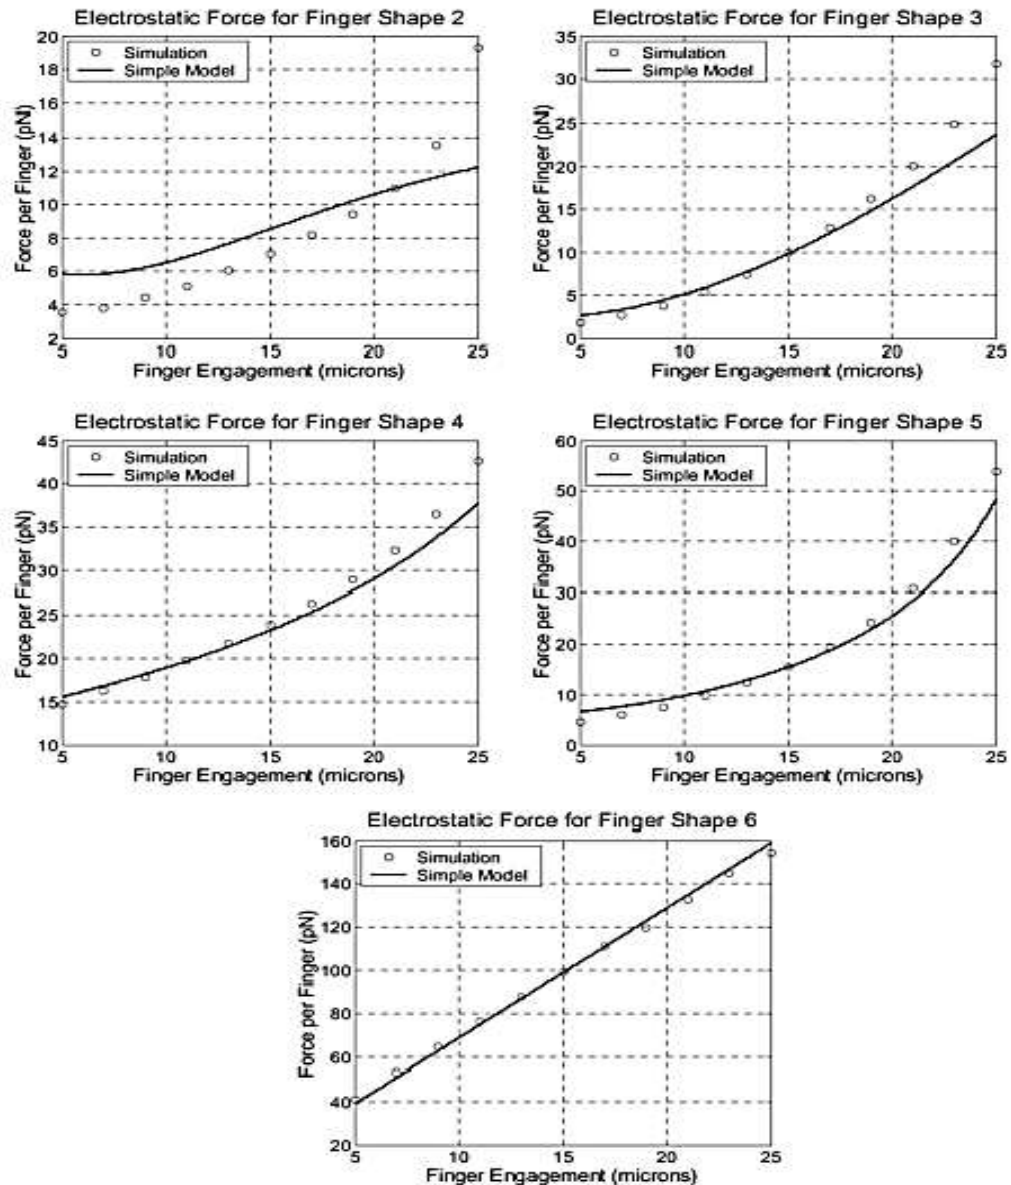 Electrostatic Force for Finger Shape 2
Simulation
Simple Model
Force per Finger (pN)
20
18
16
14
12
10
8
6
4
2
5 10 15 20 25
Finger Engagement (microns)
Electrostatic Force for Finger Shape 3
Simulation
Simple Model
Force per Finger (pN)
35
30
25
20
15
10
5
0
5 10 15 20 25
Finger Engagement (microns)
Electrostatic Force for Finger Shape 4
Simulation
Simple Model
Force per Finger (pN)
45
40
35
30
25
20
15
10
5 10 15 20 25
Finger Engagement (microns)
Electrostatic Force for Finger Shape 5
Simulation
Simple Model
Force per Finger (pN)
60
50
40
30
20
10
0
5 10 15 20 25
Finger Engagement (microns)
Electrostatic Force for Finger Shape 6
Simulation
Simple Model
Force per Finger (pN)
160
140
120
100
80
60
40
20
5 10 15 20 25
Finger Engagement (microns)